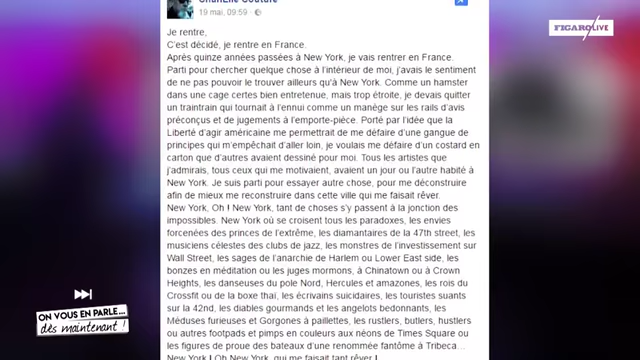 CharlElie Couture
19 mai, 09:59 ·
FIGARO LIVE
Je rentre,
C'est décidé, je rentre en France.
Après quinze années passées à New York, je vais rentrer en France.
Parti pour chercher quelque chose à l'intérieur de moi, j'avais le sentiment
de ne pas pouvoir le trouver ailleurs qu'à New York. Comme un hamster
dans une cage certes bien entretenue, mais trop étroite, je devais quitter
un traintrain qui tournait à l'ennui comme un manège sur les rails d'avis
préconçus et de jugements à l'emporte-pièce. Porté par l'idée que la
Liberté d'agir américaine me permettrait de me défaire d'une gangue de
principes qui m'empêchait d'aller loin, je voulais me défaire d'un costard en
carton que d'autres avaient dessiné pour moi. Tous les artistes que
j'admirais, tous ceux qui me motivaient, avaient un jour ou l'autre habité à
New York. Je suis parti pour essayer autre chose, pour me déconstruire
afin de mieux me reconstruire dans cette ville qui me faisait rêver.
New York, Oh ! New York, tant de choses s'y passent à la jonction des
impossibles. New York où se croisent tous les paradoxes, les envies
forcenées des princes de l'extrême, les diamantaires de la 47th street, les
musiciens célestes des clubs de jazz, les monstres de l'investissement sur
Wall Street, les sages de l'anarchie de Harlem ou Lower East side, les
bonzes en méditation ou les juges mormons, à Chinatown ou à Crown
Heights, les danseuses du pole Nord, Hercules et amazones, les rois du
Crossfit ou de la boxe thaï, les écrivains suicidaires, les touristes suants
sur la 42nd, les diables gourmands et les angelots bedonnants, les
Méduses furieuses et Gorgones à paillettes, les rustlers, butlers, hustlers
ou autres footpads et pimps en couleurs aux néons de Times Square ou
les figures de proue des bateaux d'une renommée fantôme à Tribeca...
New York ! Oh New York, qui me faisait tant rêver !
ON VOUS EN PARLE...
dès maintenant !